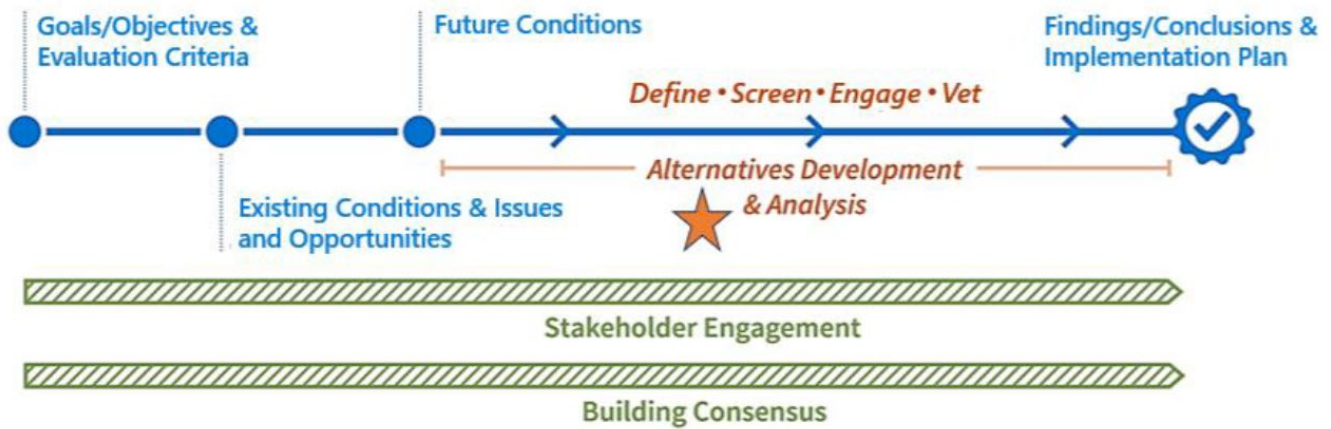 Goals/Objectives &
Evaluation Criteria
Future Conditions
Findings/Conclusions &
Implementation Plan
Define • Screen • Engage • Vet
Alternatives Development
& Analysis
Existing Conditions & Issues
and Opportunities
Stakeholder Engagement
Building Consensus